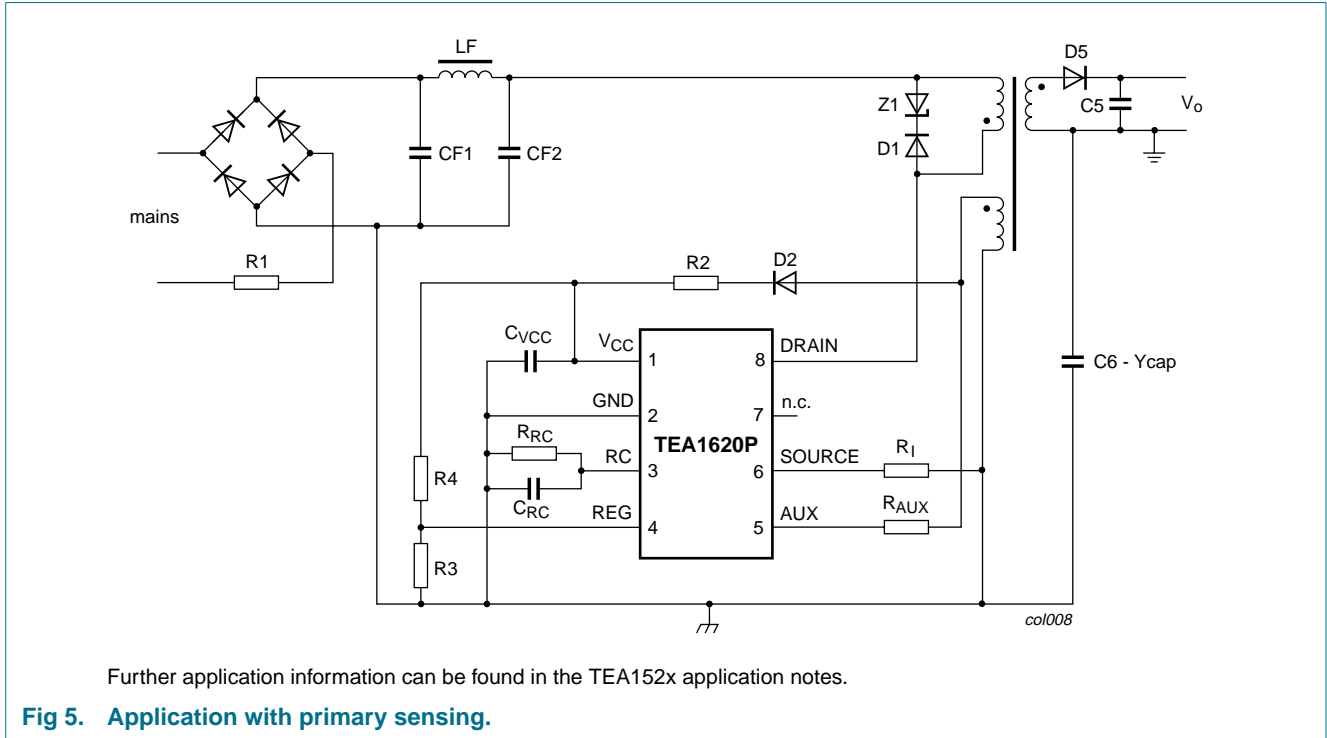 LF
D5
Z1
C5
Vo
CF1
CF2
D1
mains
R1
R2
D2
CVCC
VCC
1
8
DRAIN
C6 - Ycap
GND
2
7
n.c.
RRC
TEA1620P
RC
3
6
SOURCE
RI
R4
CRC
REG
4
5
AUX
RAUX
R3
col008
Further application information can be found in the TEA152x application notes.
Fig 5. Application with primary sensing.